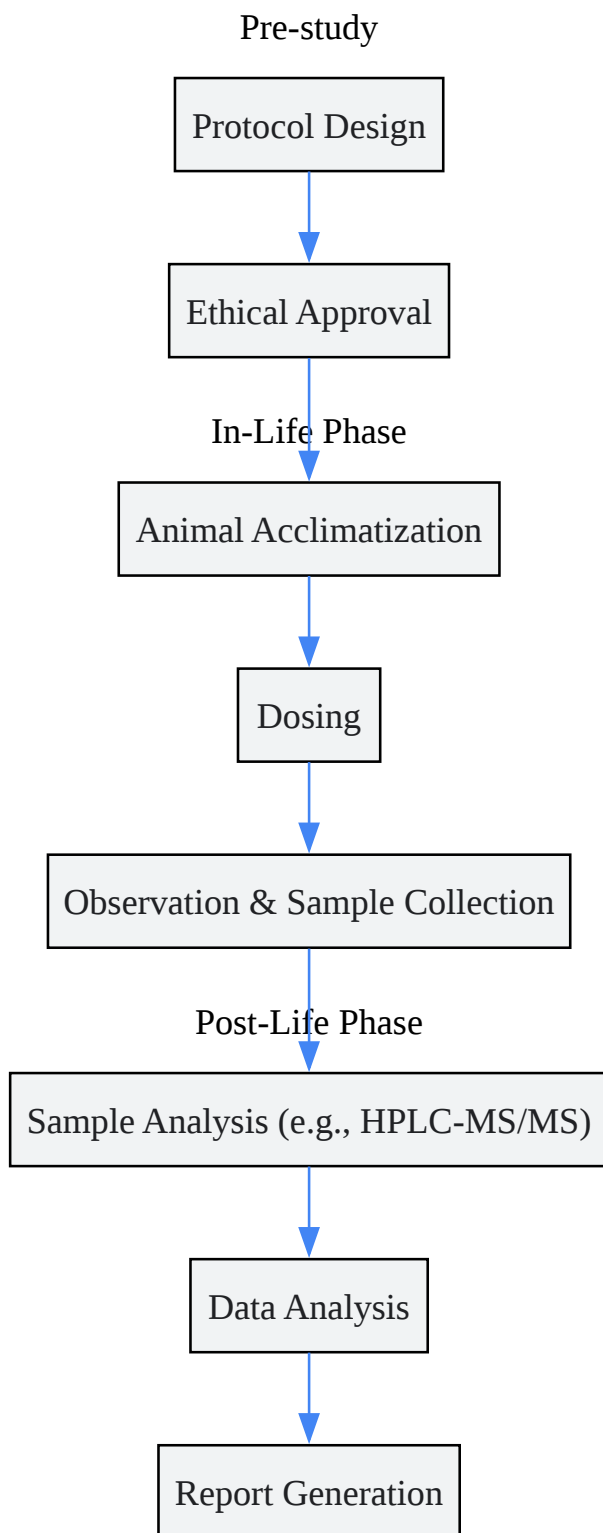 Pre-study
Protocol Design
Ethical Approval
In-Life Phase
Animal Acclimatization
Dosing
Observation & Sample Collection
Post-Life Phase
Sample Analysis (e.g., HPLC-MS/MS)
Data Analysis
Report Generation